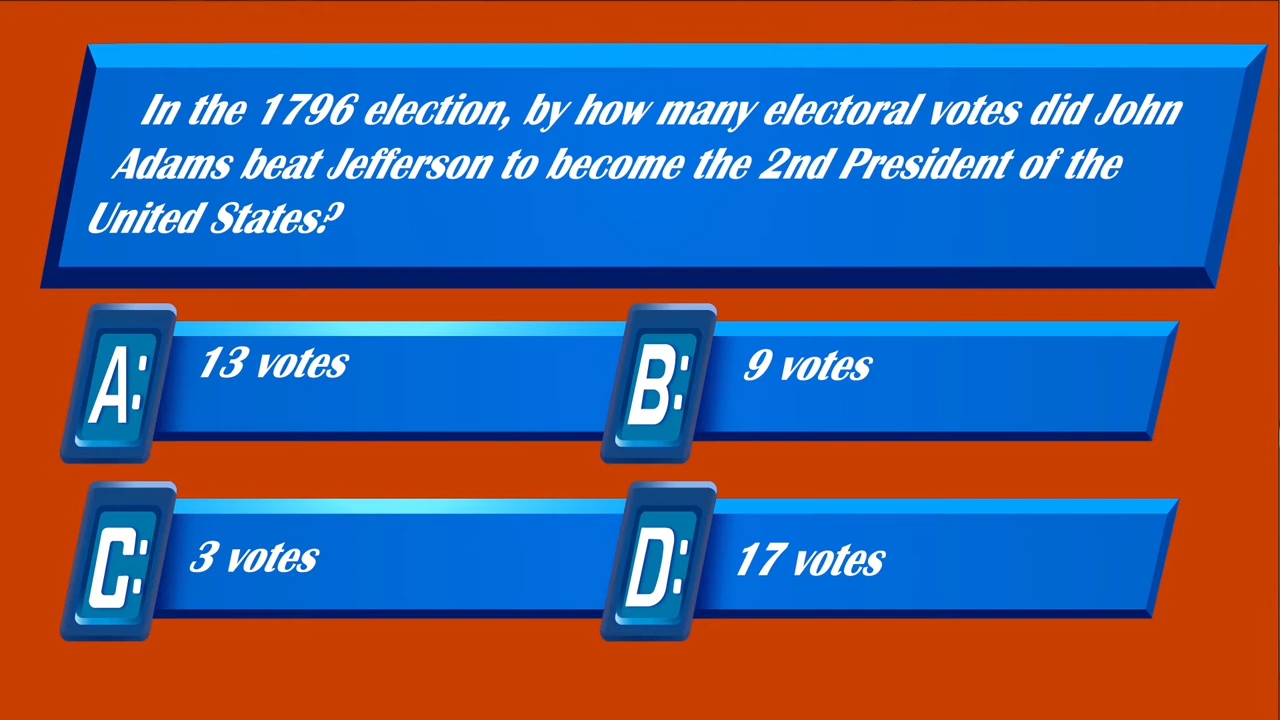 In the 1796 election, by how many electoral votes did John
Adams beat Jefferson to become the 2nd President of the
United States?
A: 13 votes
B: 9 votes
C: 3 votes
D: 17 votes